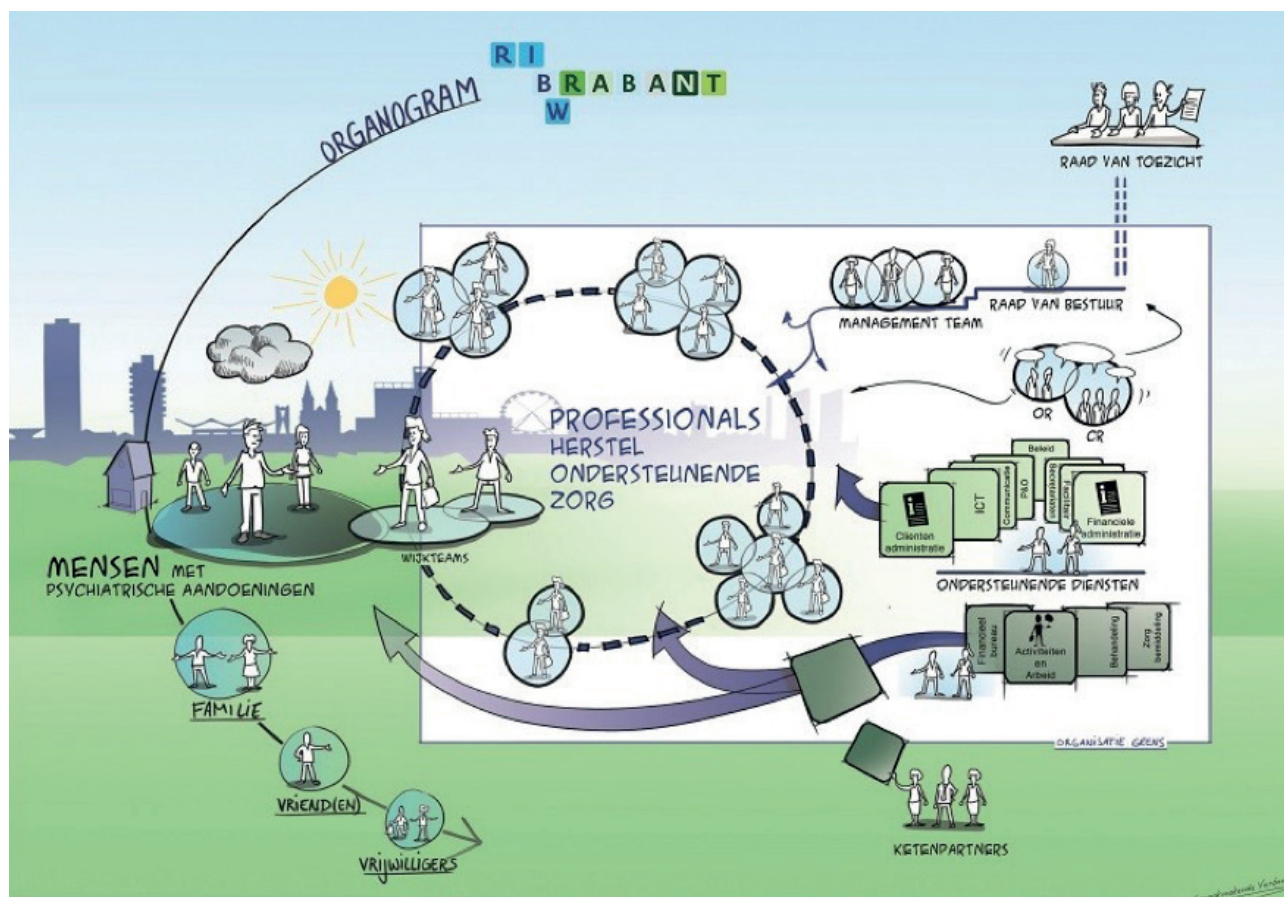 ORGANOGRAM
RI
BRABANT
W
RAAD VAN TOEZICHT
MANAGEMENT TEAM
RAAD VAN BESTUUR
OR
CR
PROFESSIONALS
HERSTEL
ONDERSTEUNENDE
ZORG
WIJKTEAMS
MENSEN MET
PSYCHIATRISCHE AANDOENINGEN
Clienten
administratie
ICT
Communicatie
P&O
Beleid
Secretariaten
Facilitair
Financiele
administratie
ONDERSTEUNENDE DIENSTEN
Financieel
bureau
Activiteiten
en
Arbeid
Behandeling
Zorg
bemiddeling
ORGANISATIE GRENS
FAMILIE
VRIEND(EN)
VRIJWILLIGERS
KETENPARTNERS